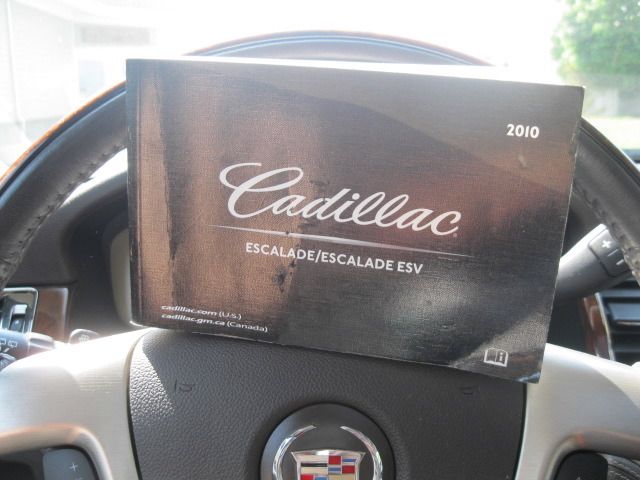 2010
Cadillac
ESCALADE/ESCALADE ESV
cadillac.com (U.S.)
cadillac.gm.ca (Canada)